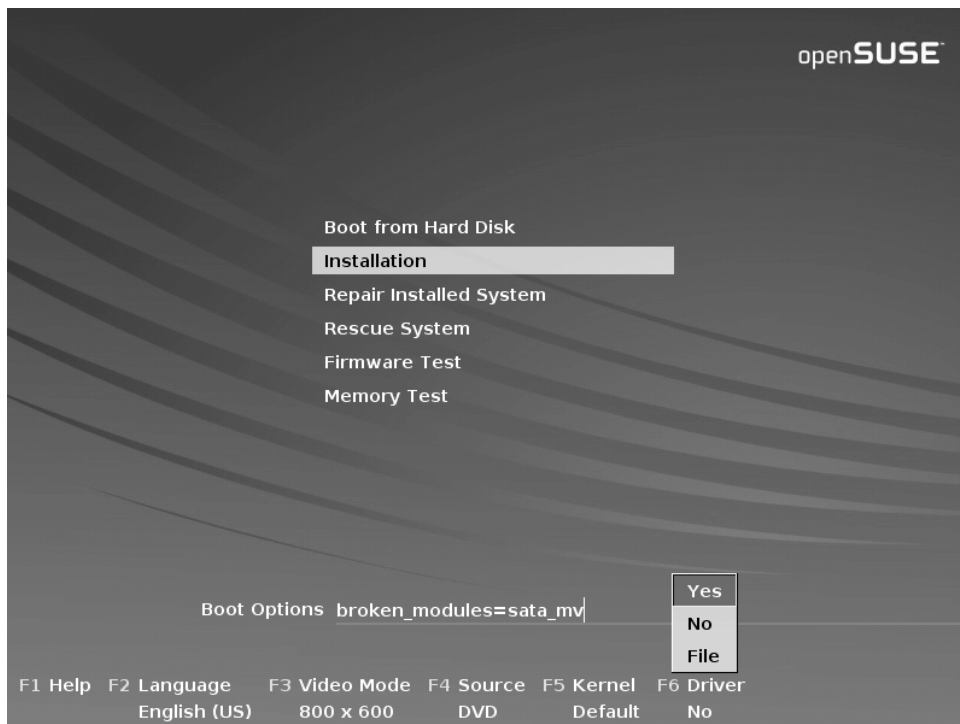 openSUSE
Boot from Hard Disk
Installation
Repair Installed System
Rescue System
Firmware Test
Memory Test
Boot Options broken_modules=sata_mv
Yes
No
File
F1 Help F2 Language F3 Video Mode F4 Source F5 Kernel F6 Driver
English (US) 800 x 600 DVD Default No